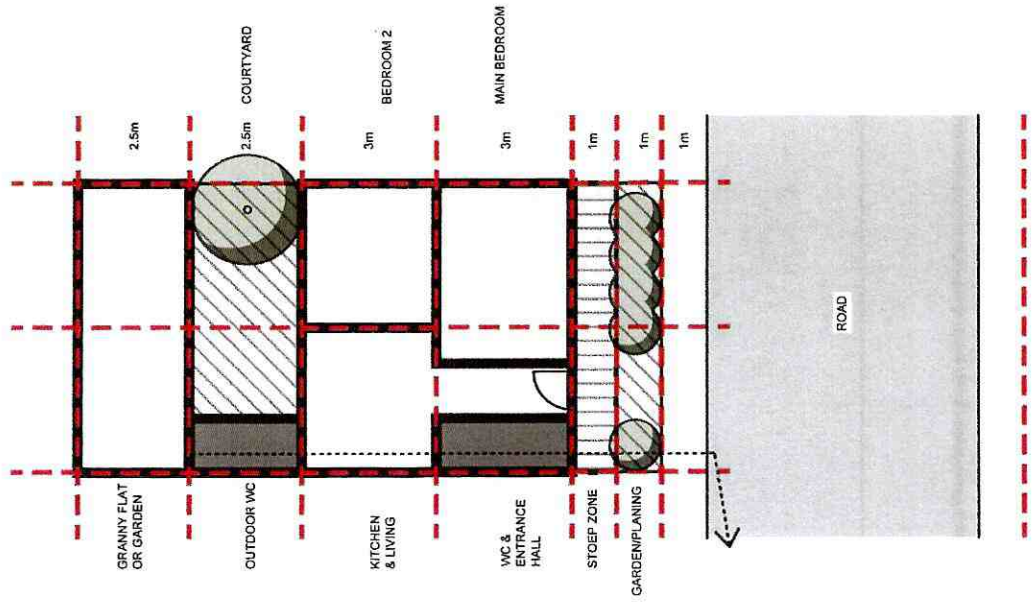 GRANNY FLAT
OR GARDEN
2.5m
OUTDOOR WC
2.5m
COURTYARD
KITCHEN
& LIVING
3m
BEDROOM 2
WC &
ENTRANCE
HALL
3m
MAIN BEDROOM
STOEP ZONE
1m
GARDEN/PLANING
1m
1m
ROAD